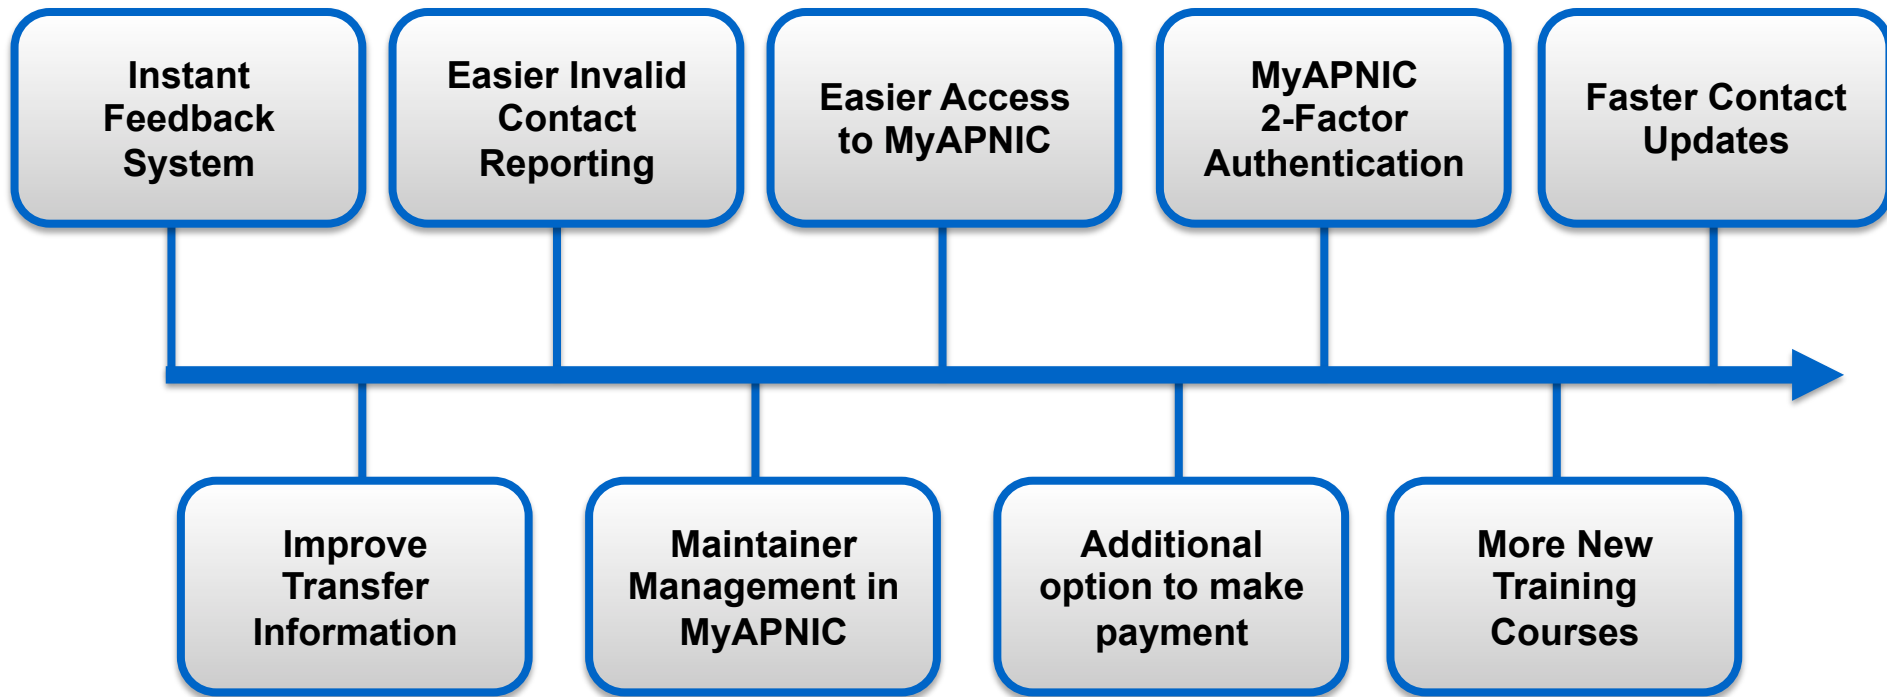 Instant
Feedback
System
Easier Invalid
Contact
Reporting
Easier Access
to MyAPNIC
MyAPNIC
2-Factor
Authentication
Faster Contact
Updates
Improve
Transfer
Information
Maintainer
Management in
MyAPNIC
Additional
option to make
payment
More New
Training
Courses